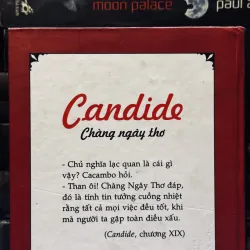 moon palace
paul a
Candide
Chàng ngây thơ
- Chủ nghĩa lạc quan là cái gì
vậy? Cacambo hỏi.
- Than ôi! Chàng Ngây Thơ đáp,
đó là tính tin tưởng cuồng nhiệt
rằng tất cả mọi việc đều tốt, khi
mà người ta gặp toàn điều xấu.
(Candide, chương XIX)